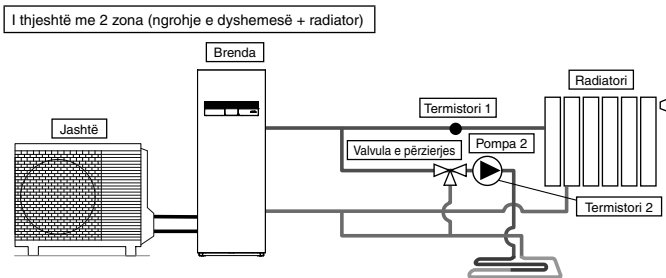 I thjeshtë me 2 zona (ngrohje e dyshemesë + radiator)
Brenda
Radiatori
Termistori 1
Jashtë
Valvula e përzierjes
Pompa 2
Termistori 2